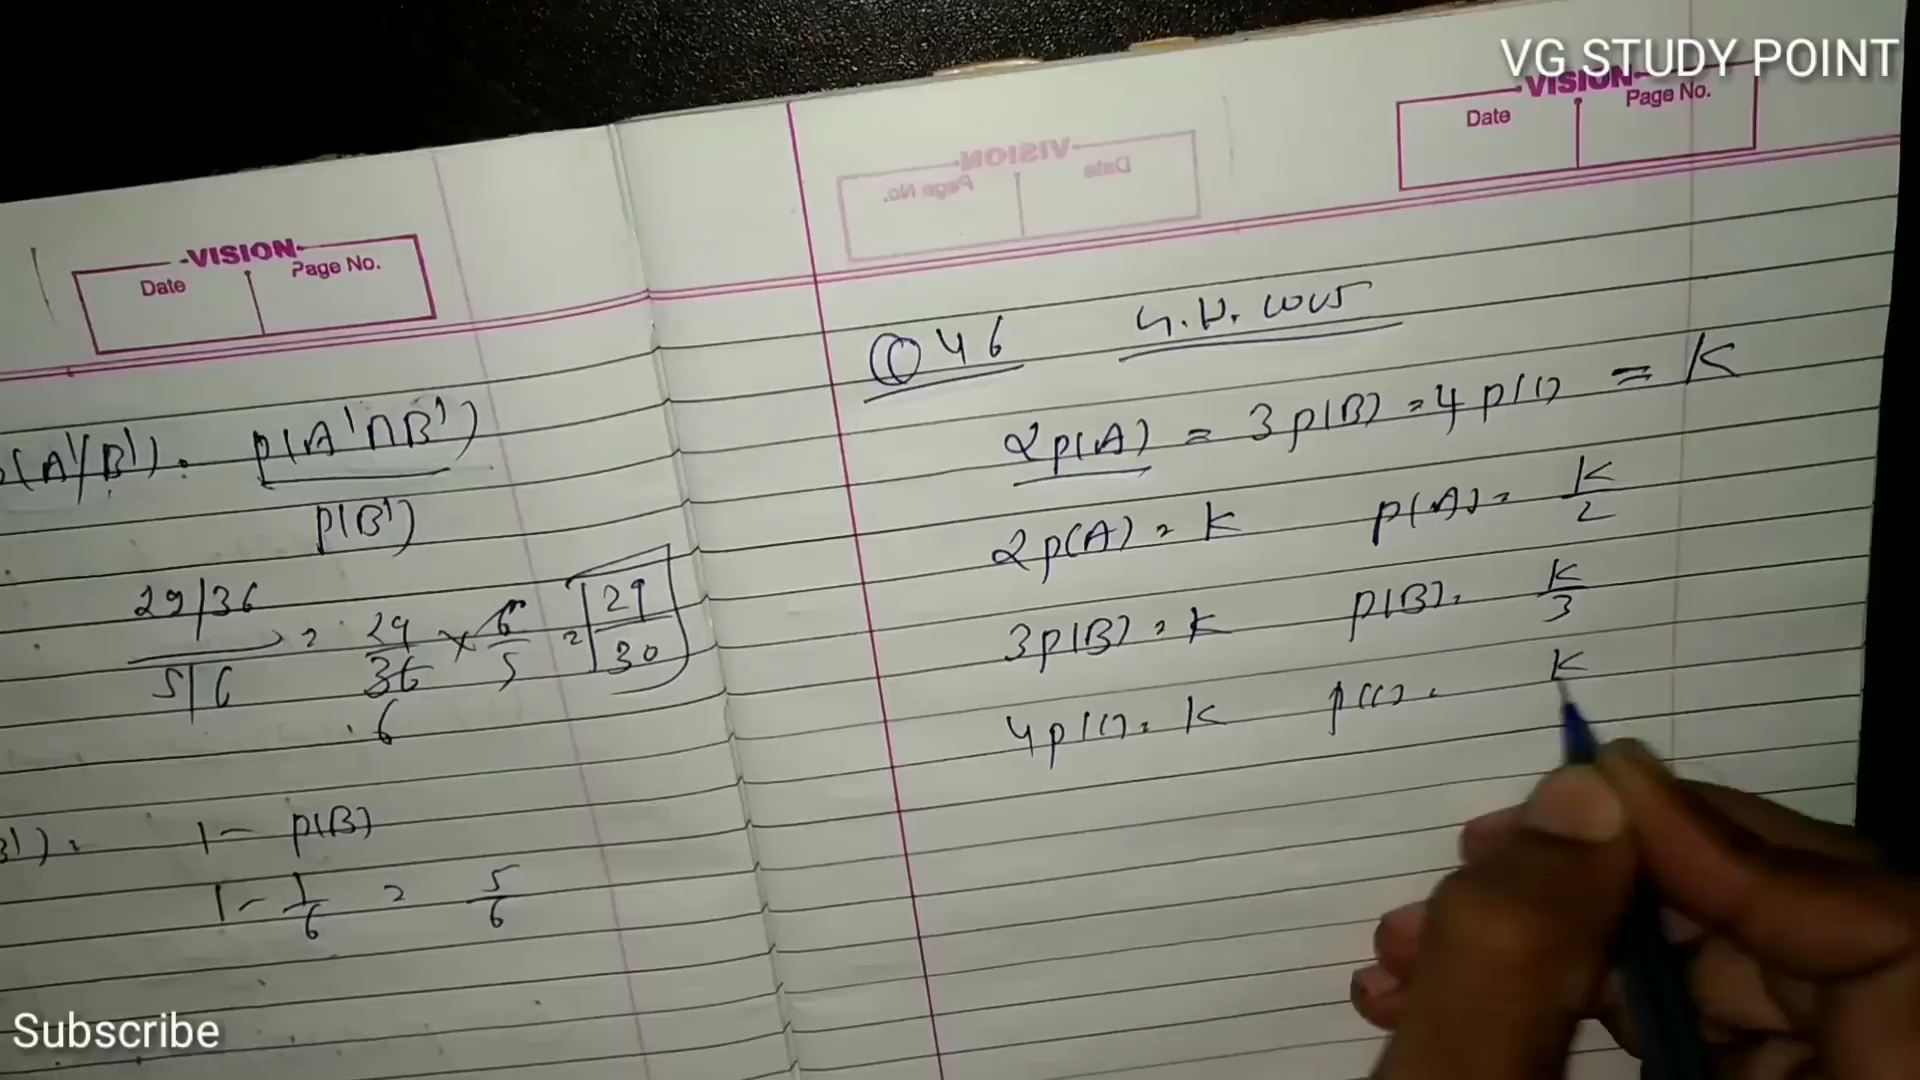 VG STUDY POINT
-VISION-
Date
Page No.
P(A'/B') = P(A'∩B')
P(B')
29/36
5/6
= 29/36 × 6/5 = 29/30
6
B') = 1 - P(B)
1 - 1/6 = 5/6
-VISION-
Date
Page No.
-VISION-
Date
Page No.
Q 46
2P(A) = 3P(B) = 4P(C) = K
2P(A) = K P(A) = K/2
3P(B) = K P(B) = K/3
4P(C) = K P(C) = K
Subscribe